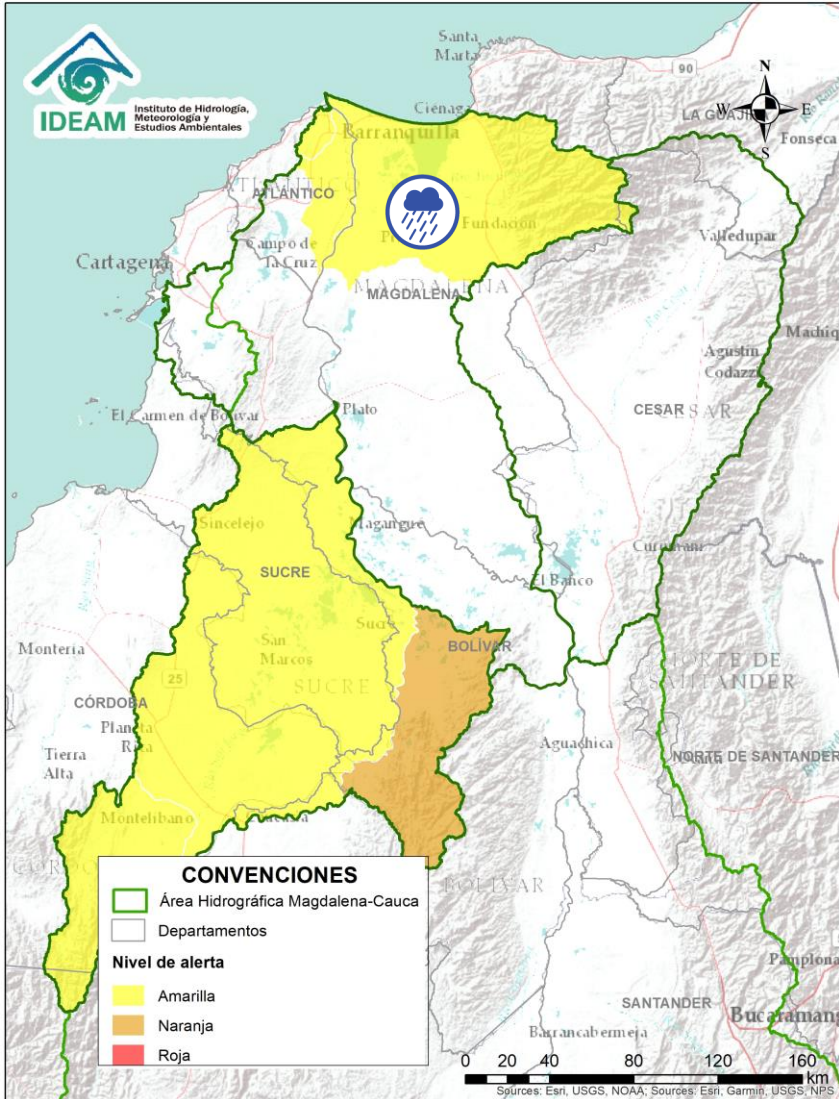 IDEAM
Instituto de Hidrología,
Meteorología y
Estudios Ambientales
Santa
Marta
90
N
W
E
S
LA GUAJIRA
Ciénaga
Barranquilla
Fonseca
ATLÁNTICO
Fundación
Valledupar
Campo de
la Cruz
Cartagena
MAGDALENA
MAGDALENA
Agustín
Codazzi
El Carmen de Bolívar
Plato
CESAR
CESAR
Sincelejo
Magangué
Curumaní
SUCRE
El Banco
Sucre
Montería
San
Marcos
BOLÍVAR
NORTE DE
SANTANDER
25
SUCRE
CÓRDOBA
Planeta
Rica
Aguachica
NORTE DE SANTANDER
Tierra
Alta
Montelíbano
BOLÍVAR
CONVENCIONES
Área Hidrográfica Magdalena-Cauca
Departamentos
Nivel de alerta
Amarilla
Naranja
Roja
Pamplona
SANTANDER
Bucaramang
Barrancabermeja
0 20 40 80 120 160
km
Sources: Esri, USGS, NOAA; Sources: Esri, Garmin, USGS, NPS